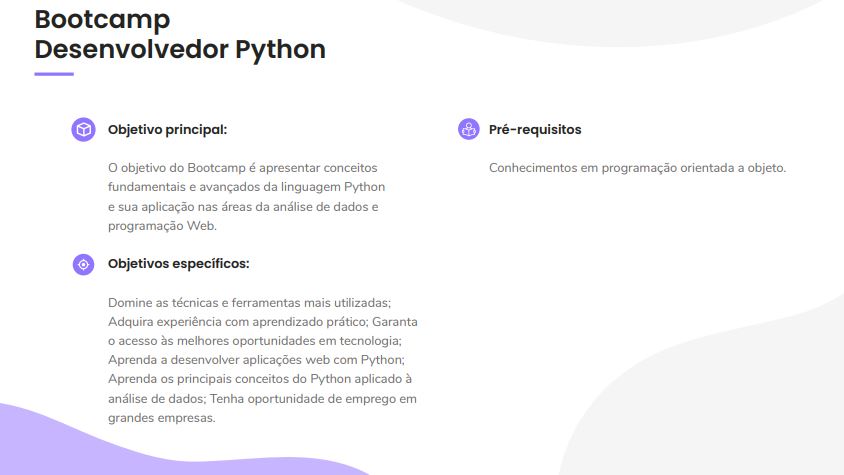 Bootcamp
Desenvolvedor Python
Objetivo principal:
O objetivo do Bootcamp é apresentar conceitos
fundamentais e avançados da linguagem Python
e sua aplicação nas áreas da análise de dados e
programação Web.
Objetivos específicos:
Domine as técnicas e ferramentas mais utilizadas;
Adquira experiência com aprendizado prático; Garanta
o acesso às melhores oportunidades em tecnologia;
Aprenda a desenvolver aplicações web com Python;
Aprenda os principais conceitos do Python aplicado à
análise de dados; Tenha oportunidade de emprego em
grandes empresas.
Pré-requisitos
Conhecimentos em programação orientada a objeto.